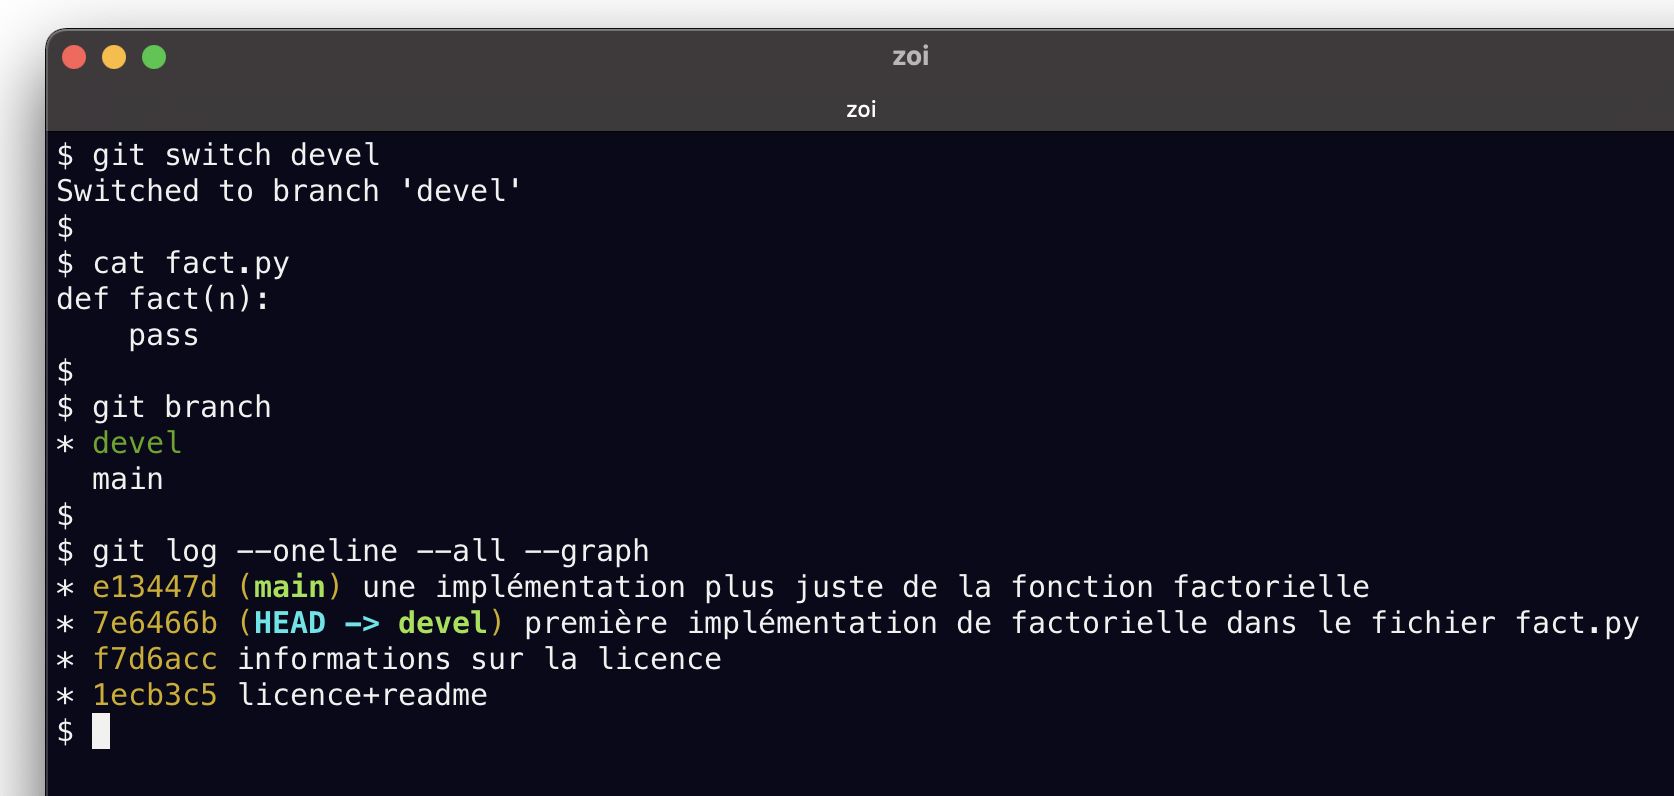 zoi
zoi
$ git switch devel
Switched to branch 'devel'
$
$ cat fact.py
def fact(n):
    pass
$
$ git branch
* devel
  main
$
$ git log --oneline --all --graph
* e13447d (main) une implémentation plus juste de la fonction factorielle
* 7e6466b (HEAD -> devel) première implémentation de factorielle dans le fichier fact.py
* f7d6acc informations sur la licence
* 1ecb3c5 licence+readme
$